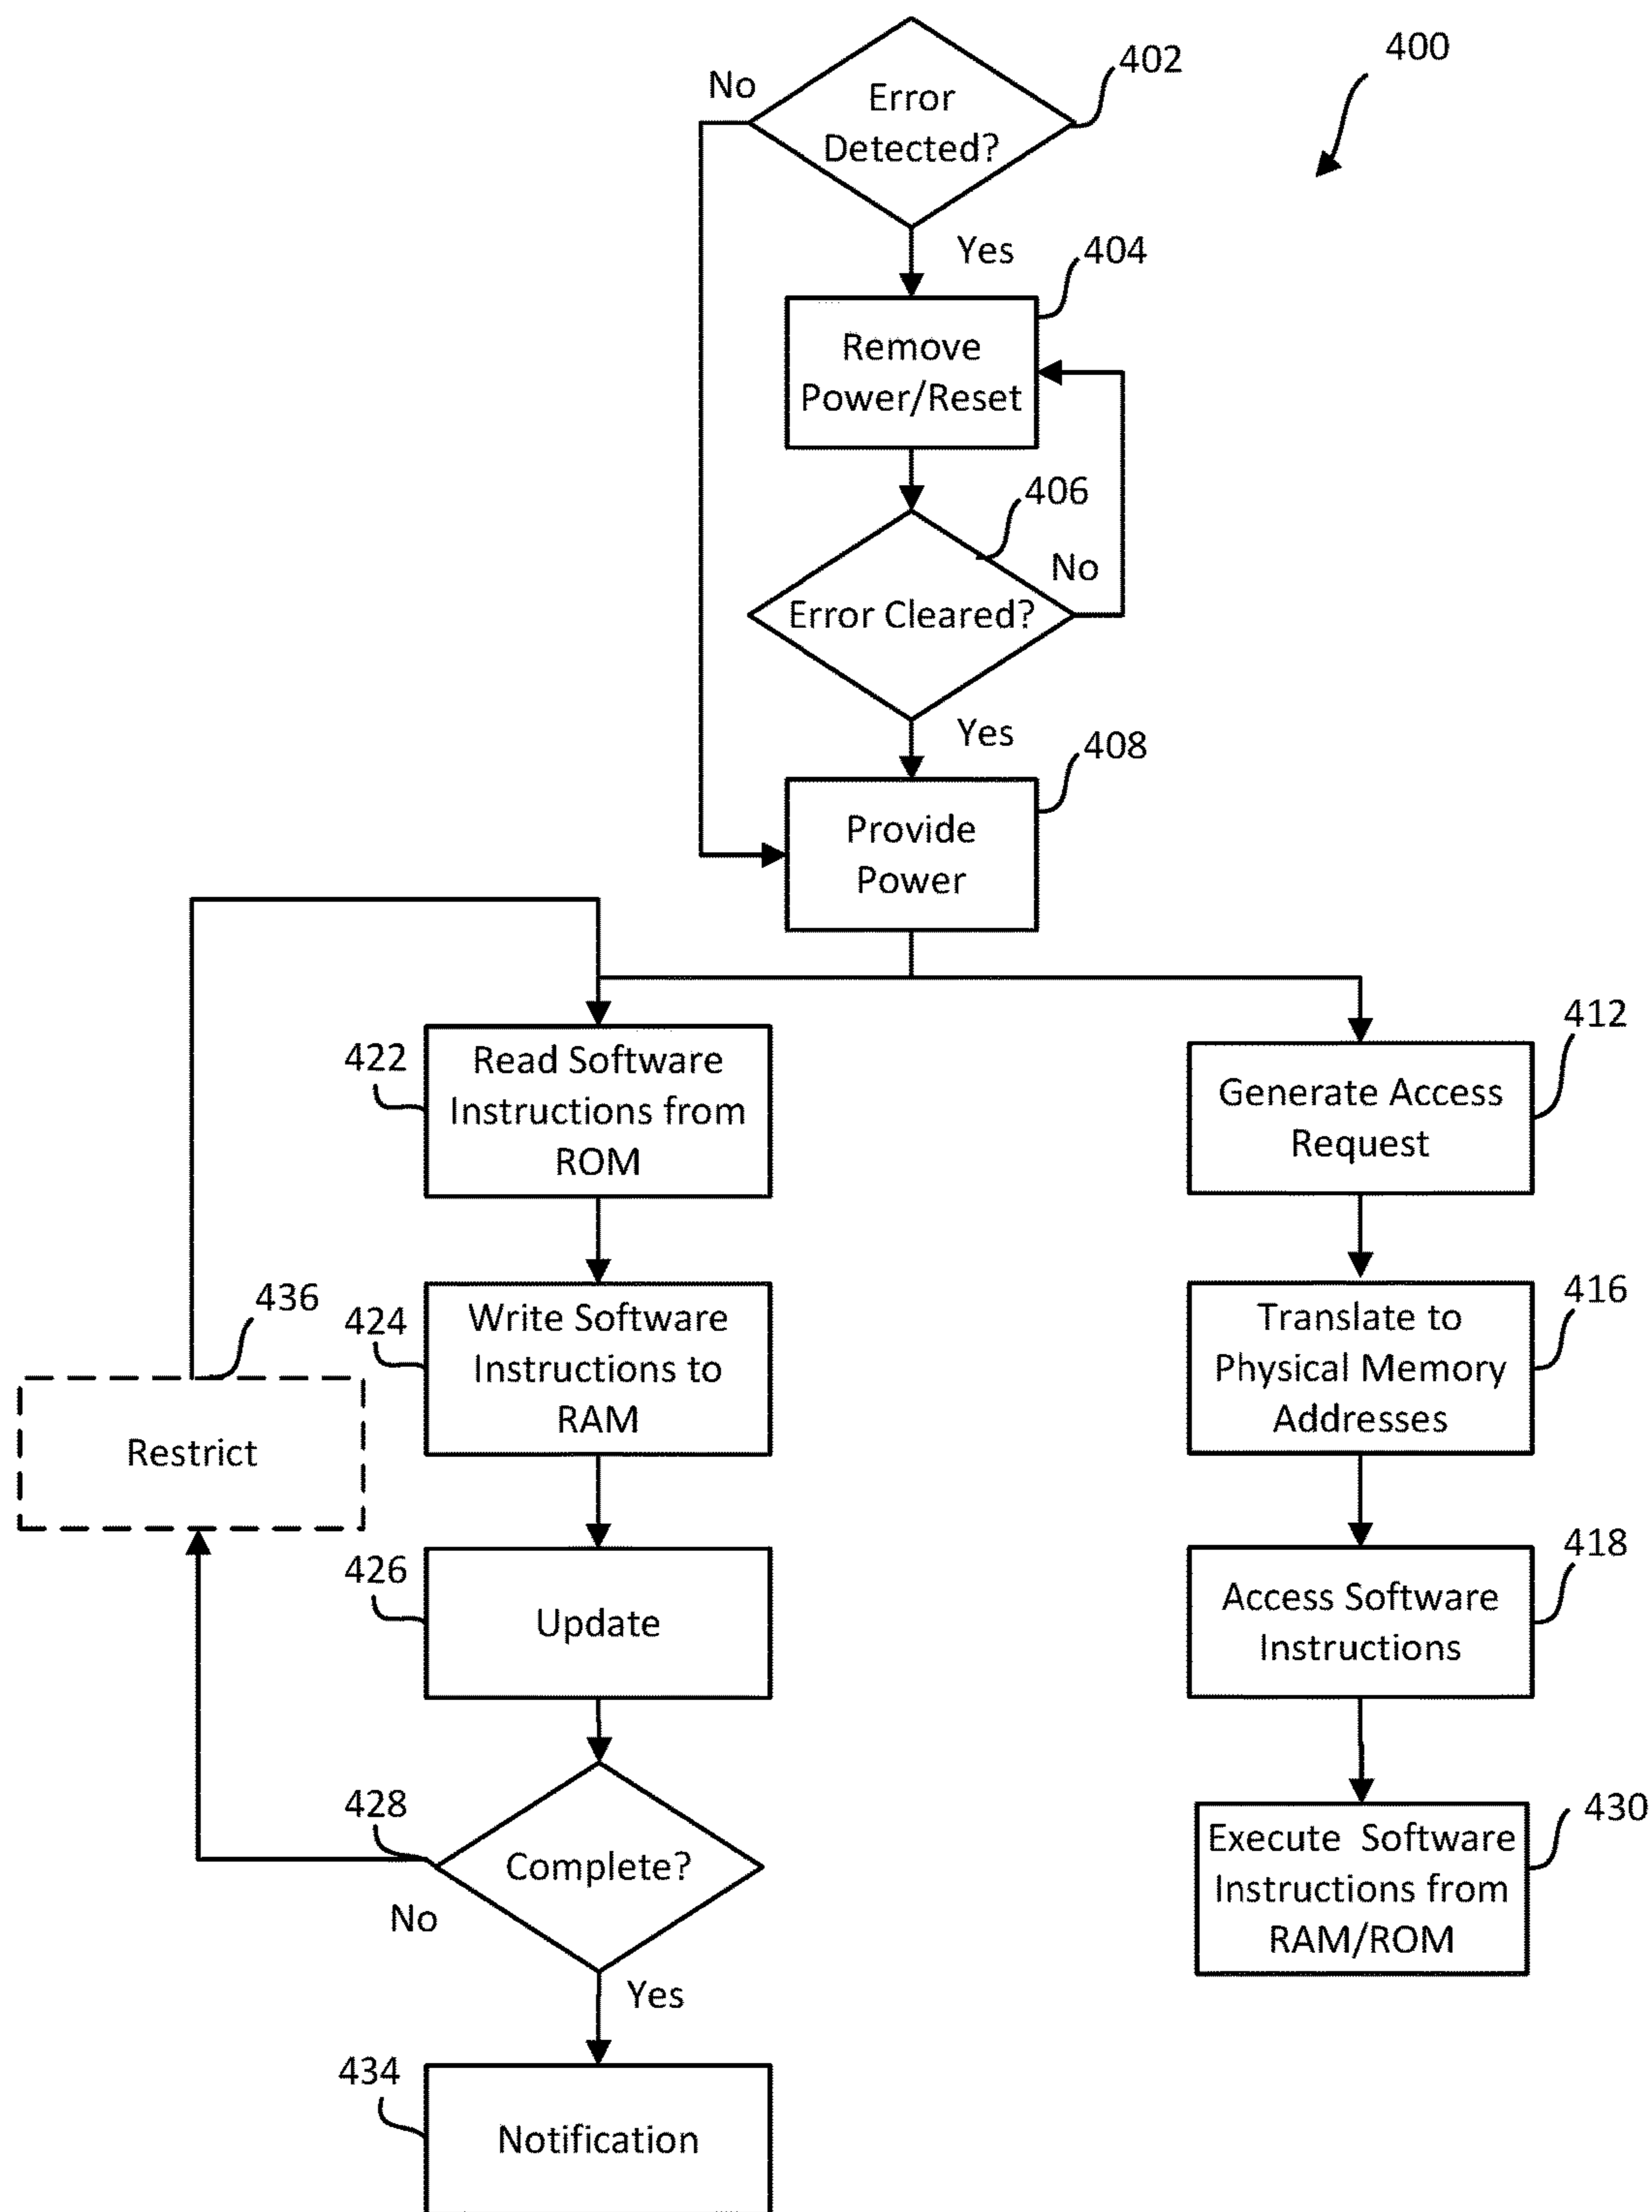 400
402
No
Error
Detected?
Yes
404
Remove
Power/Reset
406
No
Error Cleared?
Yes
408
Provide
Power
422
Read Software
Instructions from
ROM
412
Generate Access
Request
436
424
Write Software
Instructions to
RAM
416
Translate to
Physical Memory
Addresses
Restrict
426
Update
418
Access Software
Instructions
428
Complete?
No
Yes
430
Execute Software
Instructions from
RAM/ROM
434
Notification